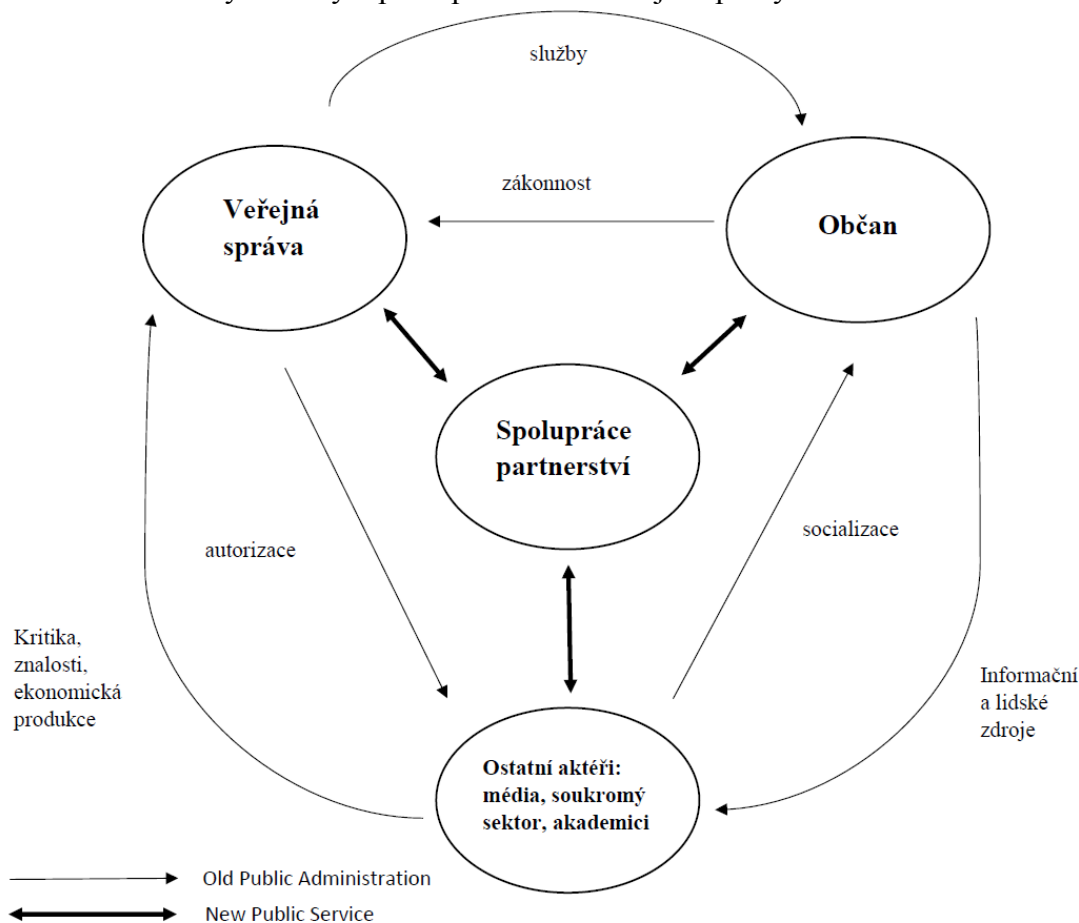 služby
zákonnost
Veřejná
správa
Občan
Spolupráce
partnerství
autorizace
socializace
Kritika,
znalosti,
ekonomická
produkce
Informační
a lidské
zdroje
Ostatní aktéři:
média, soukromý
sektor, akademici
Old Public Administration
New Public Service